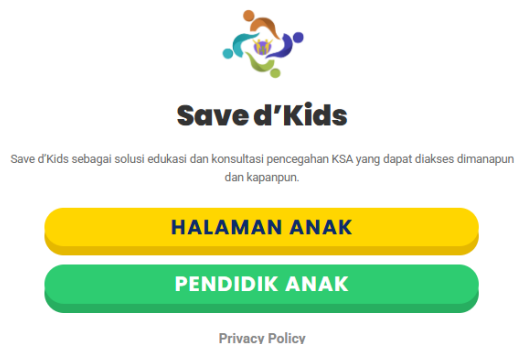 Save d'Kids
Save d'Kids sebagai solusi edukasi dan konsultasi pencegahan KSA yang dapat diakses dimanapun
dan kapanpun.
HALAMAN ANAK
PENDIDIK ANAK
Privacy Policy